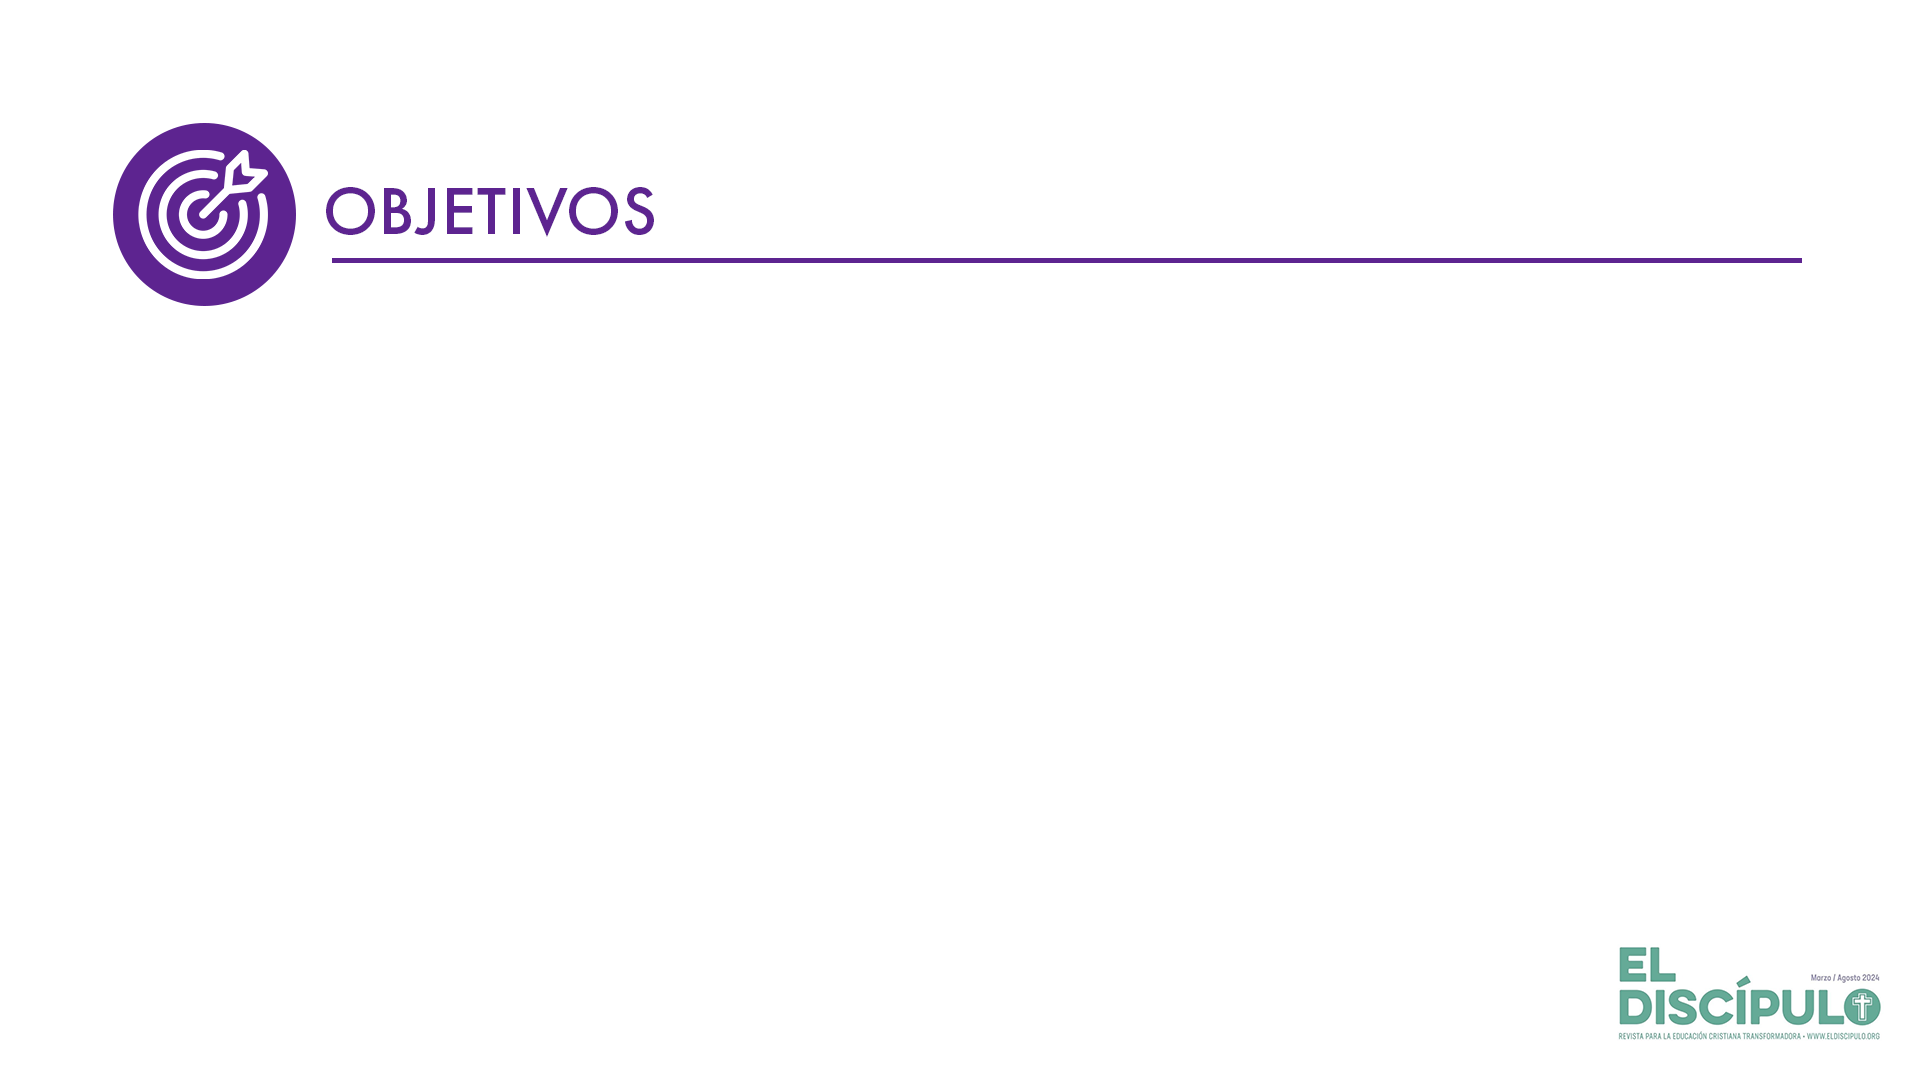 OBJETIVOS
EL
Marzo / Agosto 2024
DISCÍPULO
REVISTA PARA LA EDUCACIÓN CRISTIANA TRANSFORMADORA • WWW.ELDISCIPULO.ORG